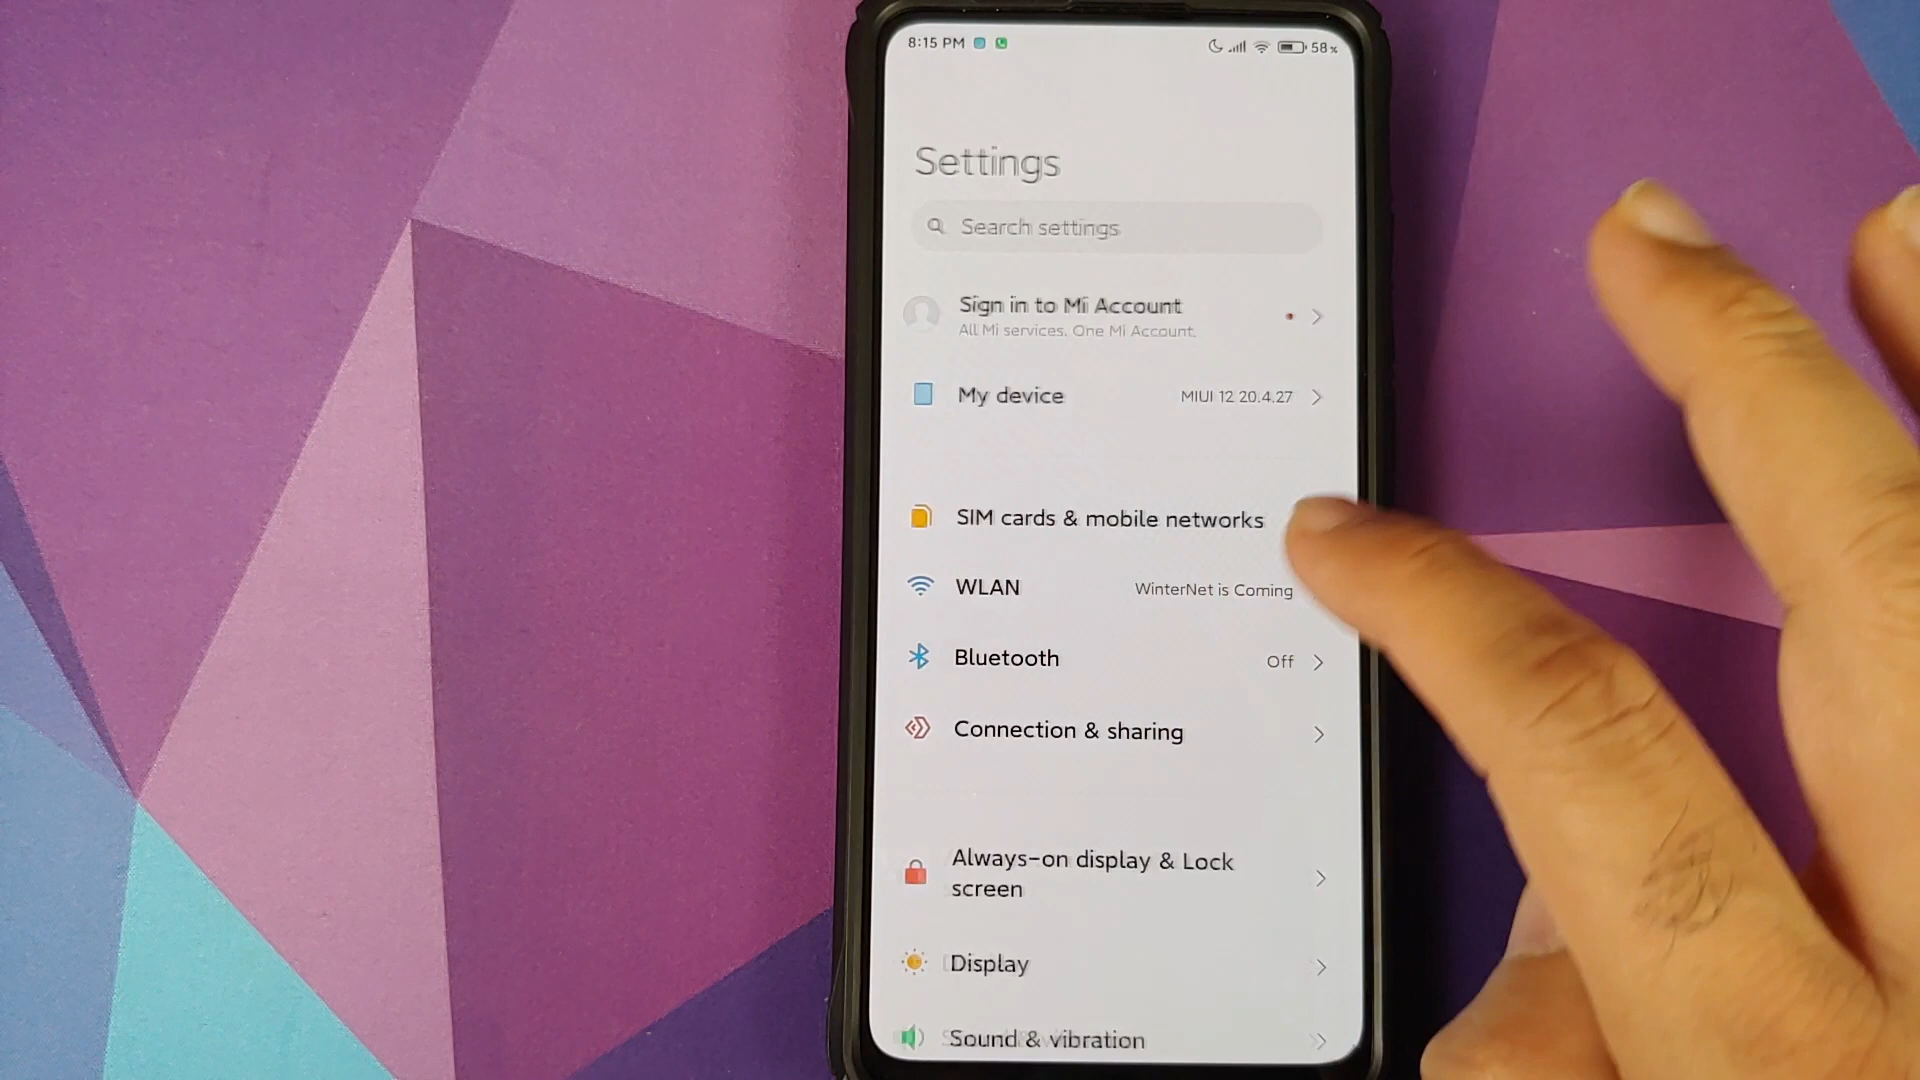 8:15 PM
58%
Settings
Search settings
Sign in to Mi Account
All Mi services. One Mi Account.
My device
MIUI 12 20.4.27
SIM cards & mobile networks
WLAN
WinterNet is Coming
Bluetooth
Off
Connection & sharing
Always-on display & Lock
screen
Display
Sound & vibration